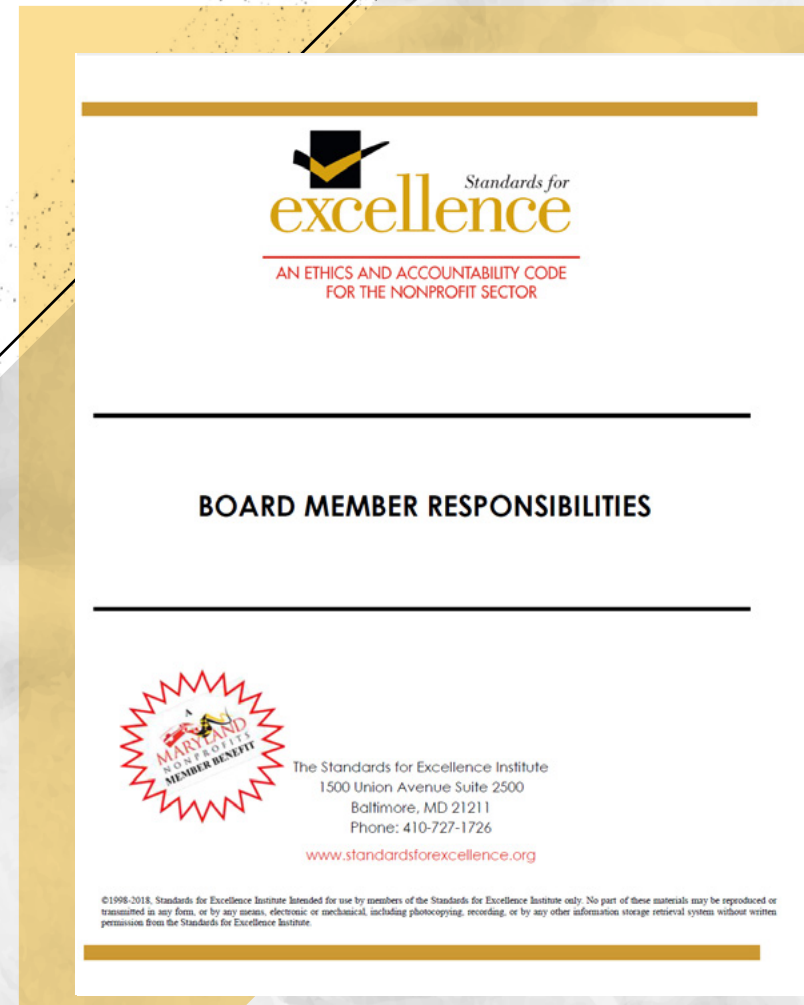 Standards for
excellence
AN ETHICS AND ACCOUNTABILITY CODE
FOR THE NONPROFIT SECTOR
BOARD MEMBER RESPONSIBILITIES
A
MARYLAND
NONPROFITS
MEMBER BENEFIT
The Standards for Excellence Institute
1500 Union Avenue Suite 2500
Baltimore, MD 21211
Phone: 410-727-1726
www.standardsforexcellence.org
©1998-2018, Standards for Excellence Institute Intended for use by members of the Standards for Excellence Institute only. No part of these materials may be reproduced or
transmitted in any form, or by any means, electronic or mechanical, including photocopying, recording, or by any other information storage retrieval system without written
permission from the Standards for Excellence Institute.